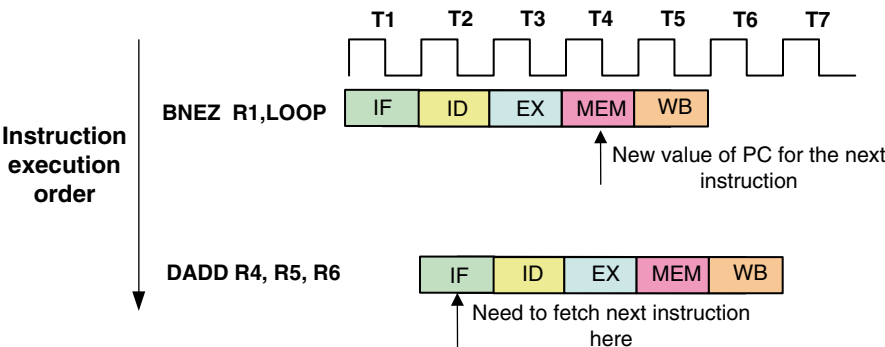 T1 T2 T3 T4 T5 T6 T7
BNEZ R1,LOOP
IF ID EX MEM WB
Instruction
execution
order
New value of PC for the next
instruction
DADD R4, R5, R6
IF ID EX MEM WB
Need to fetch next instruction
here